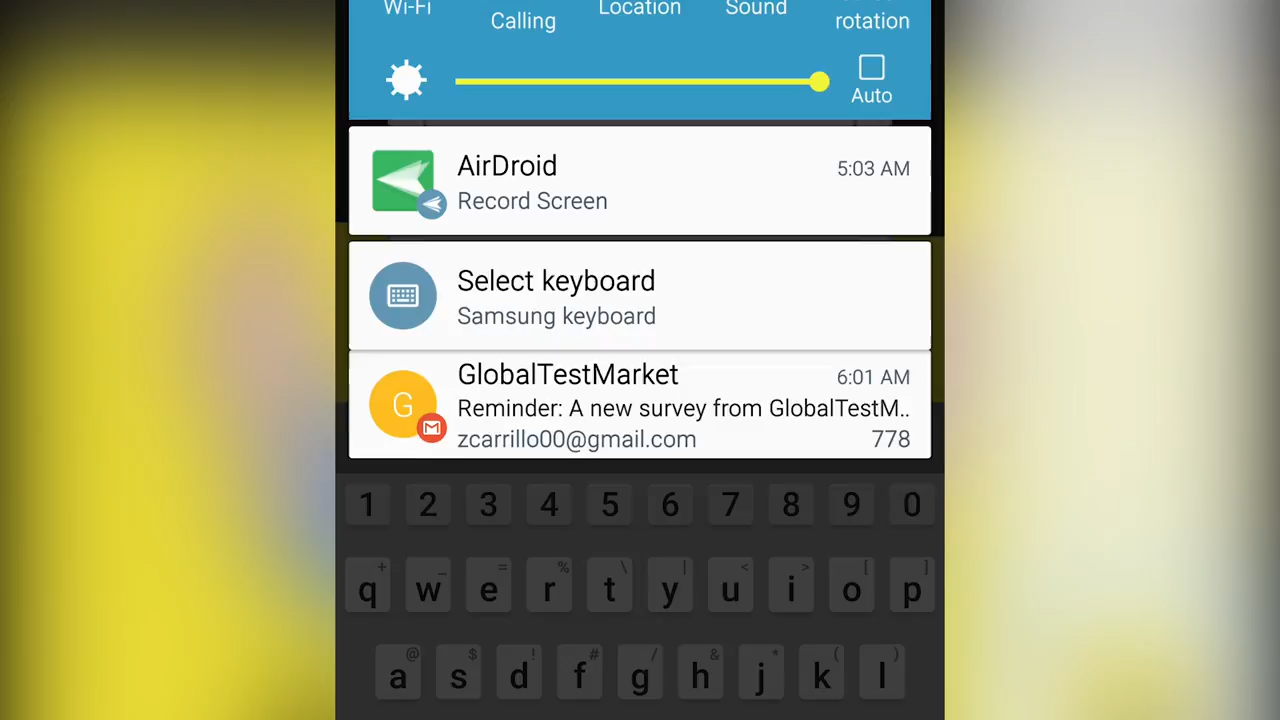 Wi-Fi Calling Location Sound rotation
Auto
AirDroid 5:03 AM
Record Screen
Select keyboard
Samsung keyboard
GlobalTestMarket 6:01 AM
G
Reminder: A new survey from GlobalTestM..
zcarrillo00@gmail.com 778
1 2 3 4 5 6 7 8 9 0
+ _ = % \ | < > [ ]
q w e r t y u i o p
@ $ ! # / & * ( )
a s d f g h j k l